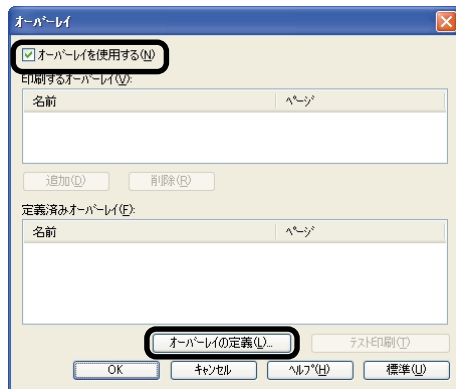 オーバーレイ
オーバーレイを使用する(N)
印刷するオーバーレイ(V):
名前 ページ
追加(D) 削除(R)
定義済みオーバーレイ(F):
名前 ページ
オーバーレイの定義(L)... テスト印刷(T)
OK キャンセル ヘルプ(H) 標準(U)